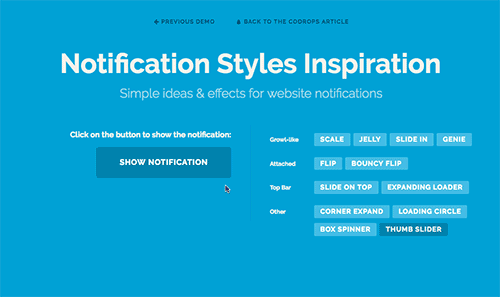 PREVIOUS DEMO BACK TO THE CODROPS ARTICLE
Notification Styles Inspiration
Simple ideas & effects for website notifications
Click on the button to show the notification:
SHOW NOTIFICATION
Growl-like SCALE JELLY SLIDE IN GENIE
Attached FLIP BOUNCY FLIP
Top Bar SLIDE ON TOP EXPANDING LOADER
Other CORNER EXPAND LOADING CIRCLE
BOX SPINNER THUMB SLIDER